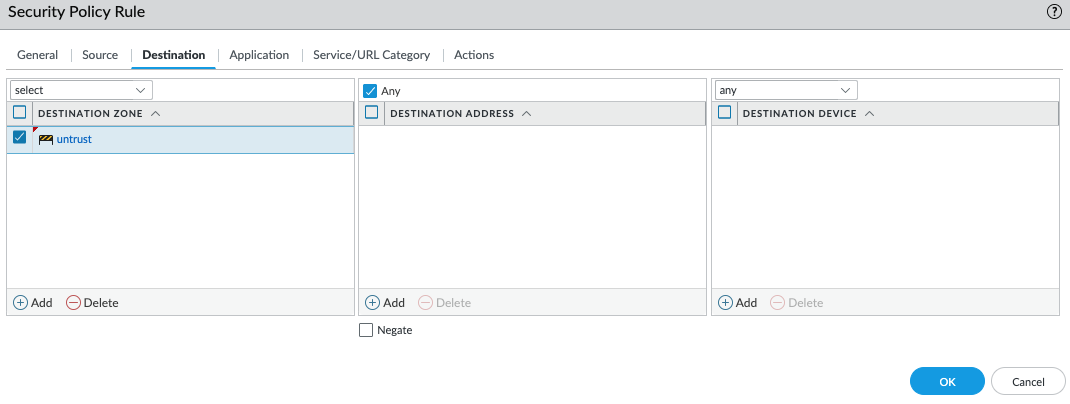 Security Policy Rule
General Source Destination Application Service/URL Category Actions
select Any any
DESTINATION ZONE DESTINATION ADDRESS DESTINATION DEVICE
untrust
Add Delete Add Delete Add Delete
Negate
OK Cancel